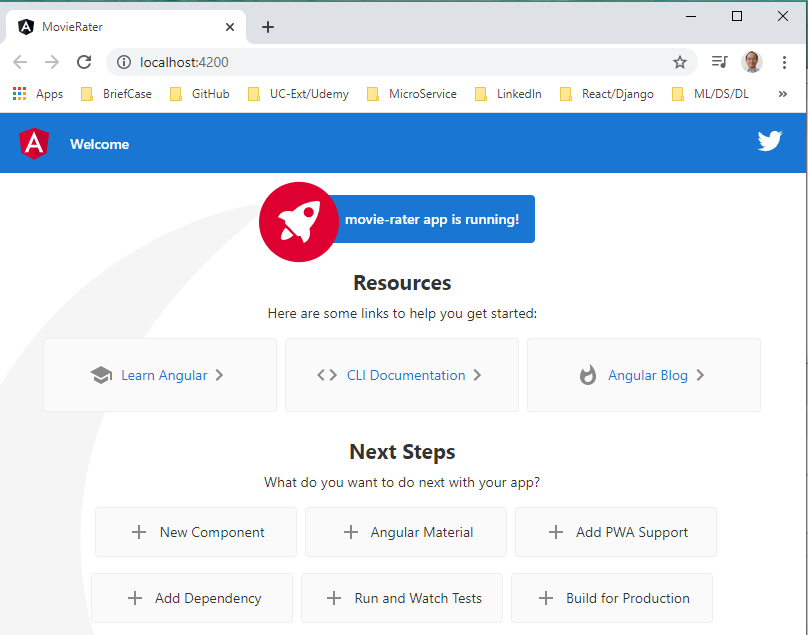 MovieRater
localhost:4200
Apps BriefCase GitHub UC-Ext/Udemy MicroService LinkedIn React/Django ML/DS/DL »
A Welcome
movie-rater app is running!
Resources
Here are some links to help you get started:
Learn Angular CLI Documentation Angular Blog
Next Steps
What do you want to do next with your app?
New Component Angular Material Add PWA Support
Add Dependency Run and Watch Tests Build for Production